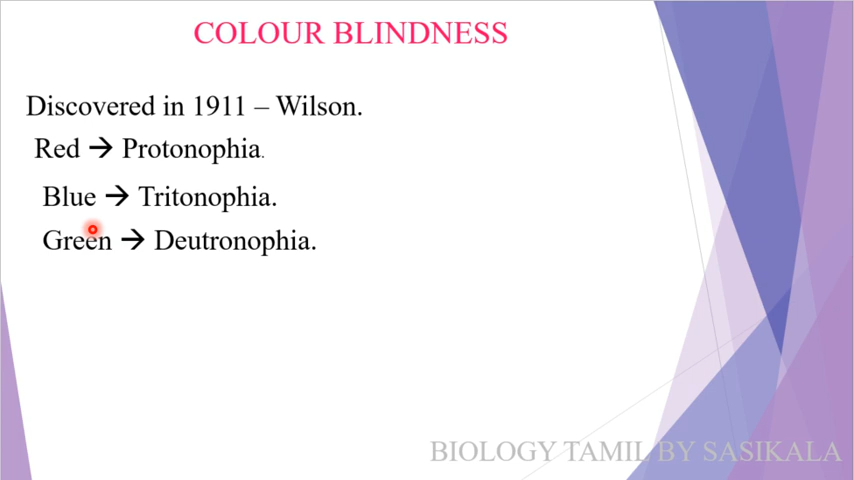 COLOUR BLINDNESS
Discovered in 1911 – Wilson.
Red → Protonophia.
Blue → Tritonophia.
Green → Deutronophia.
BIOLOGY TAMIL BY SASIKALA